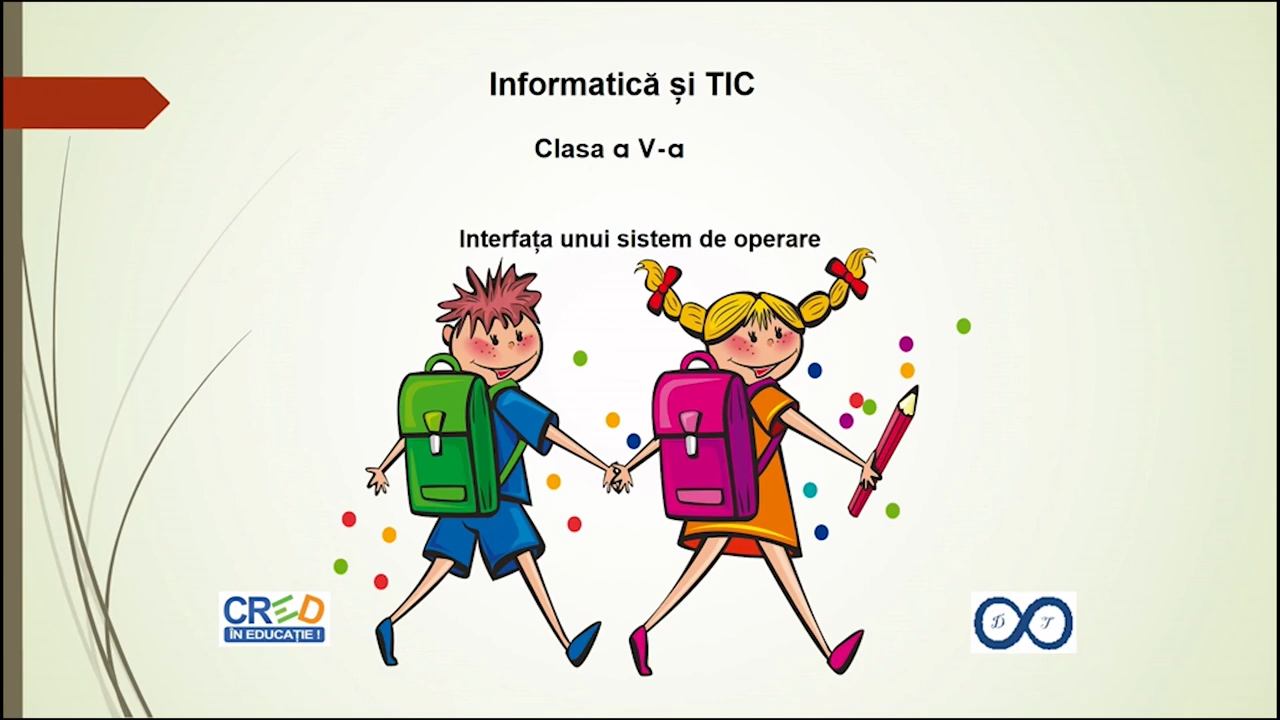 Informatică și TIC
Clasa a V-a
Interfața unui sistem de operare
CRED
ÎN EDUCAȚIE !
D T